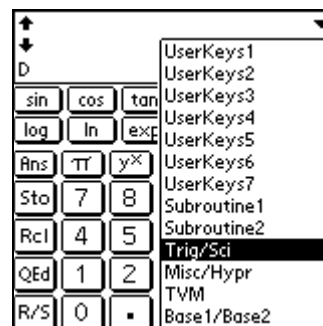 D
sin cos tan
log ln exp
Ans π y^x
Sto 7 8
Rcl 4 5
QEd 1 2
R/S 0 .
UserKeys1
UserKeys2
UserKeys3
UserKeys4
UserKeys5
UserKeys6
UserKeys7
Subroutine1
Subroutine2
Trig/Sci
Misc/Hypr
TVM
Base1/Base2